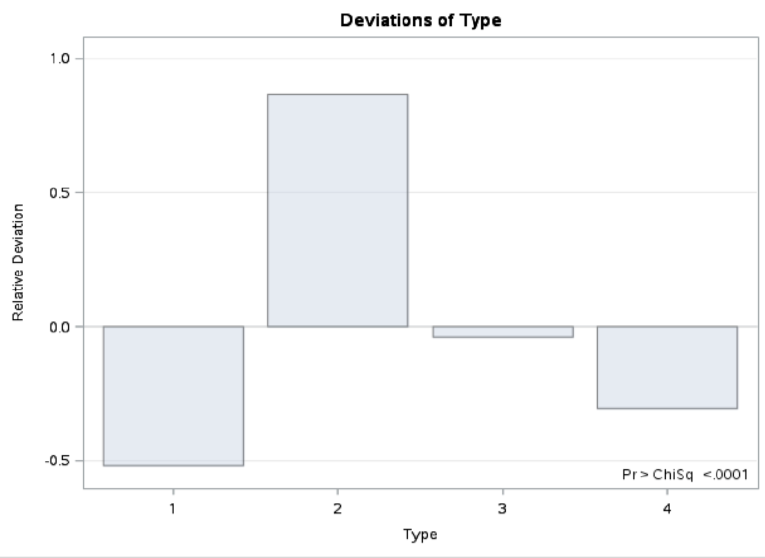 Deviations of Type
1.0
0.5
0.0
-0.5
Relative Deviation
Pr > ChiSq <.0001
1 2 3 4
Type